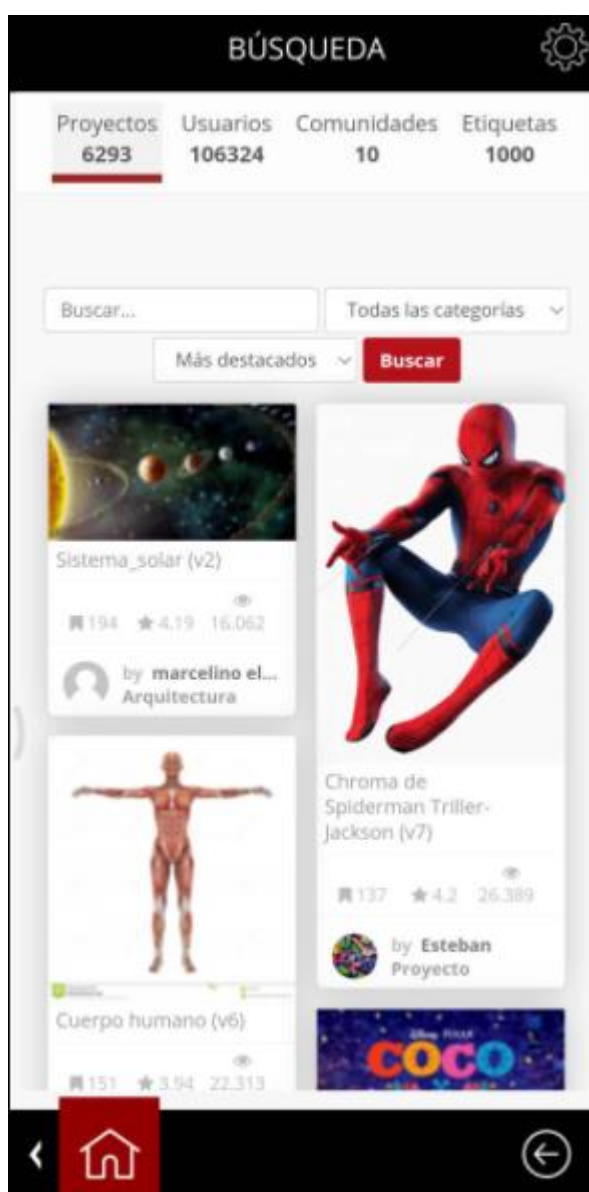 BÚSQUEDA
Proyectos Usuarios Comunidades Etiquetas
6293 106324 10 1000
Buscar... Todas las categorías
Más destacados Buscar
Sistema_solar (v2)
194 4.19 16.062
by marcelino el...
Arquitectura
Chroma de
Spiderman Triller-
Jackson (v7)
137 4.2 26.389
by Esteban
Proyecto
Cuerpo humano (v6)
151 3.94 22.313
Disney PIXAR
COCO